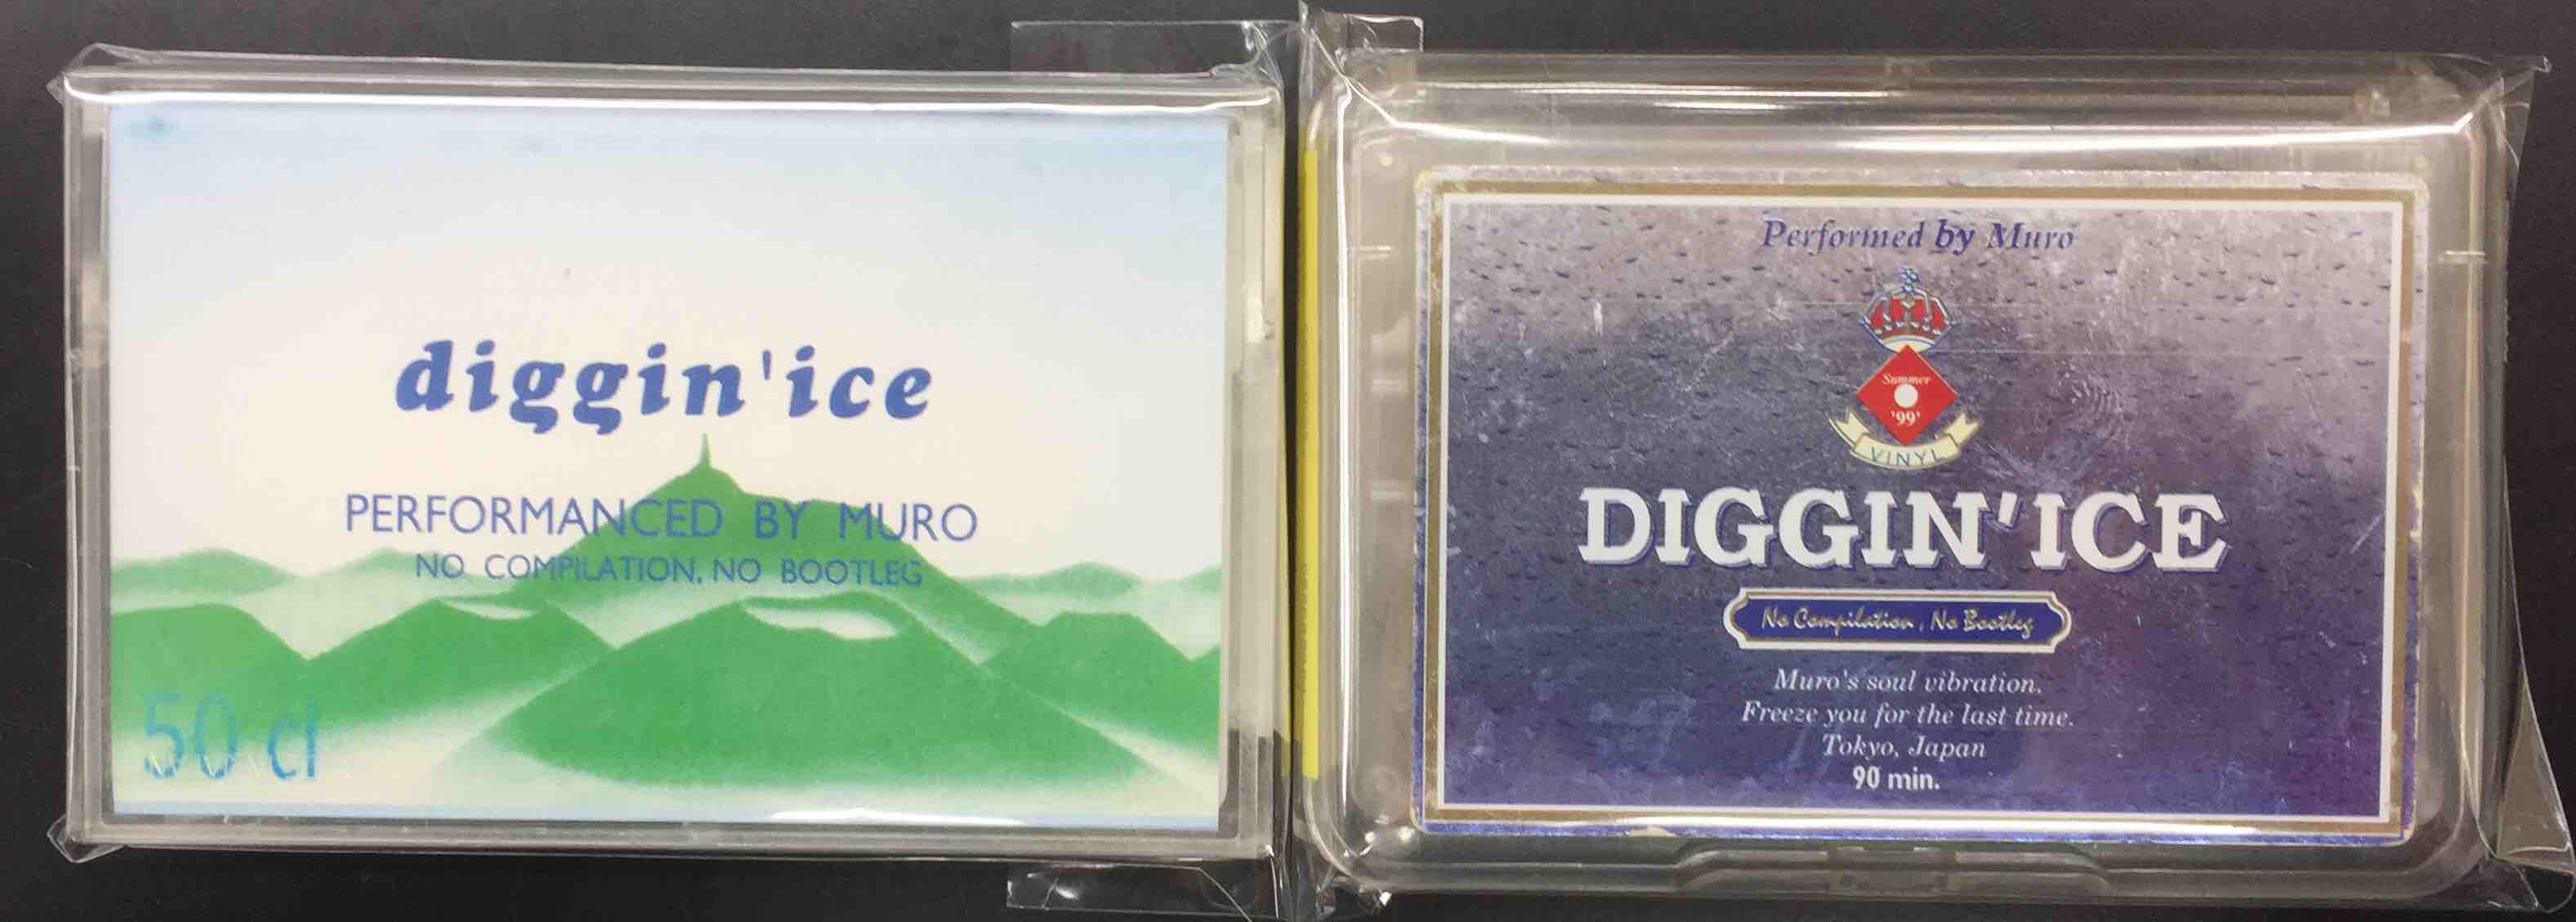 diggin'ice
PERFORMANCED BY MURO
NO COMPILATION, NO BOOTLEG
50 cl
Performed by Muro
Summer
'99'
VINYL
DIGGIN'ICE
No Compilation, No Bootleg
Muro's soul vibration.
Freeze you for the last time.
Tokyo, Japan
90 min.